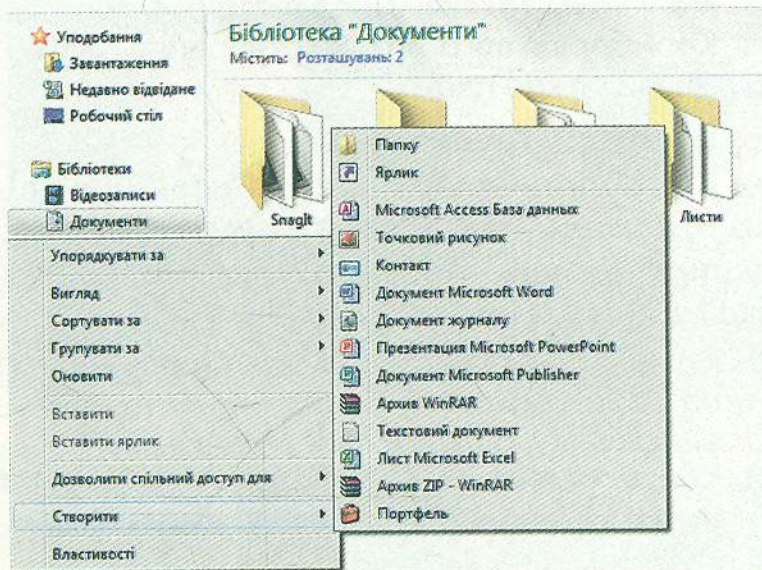 Уподобання
Завантаження
Недавно відвідане
Робочий стіл
Бібліотеки
Відеозаписи
Документи
Бібліотека "Документи"
Містить: Розташувань: 2
SnagIt
Листи
Упорядкувати за
Вигляд
Сортувати за
Групувати за
Оновити
Вставити
Вставити ярлик
Дозволити спільний доступ для
Створити
Властивості
Папку
Ярлик
Microsoft Access База данных
Точковий рисунок
Контакт
Документ Microsoft Word
Документ журналу
Презентация Microsoft PowerPoint
Документ Microsoft Publisher
Архив WinRAR
Текстовий документ
Лист Microsoft Excel
Архив ZIP - WinRAR
Портфель